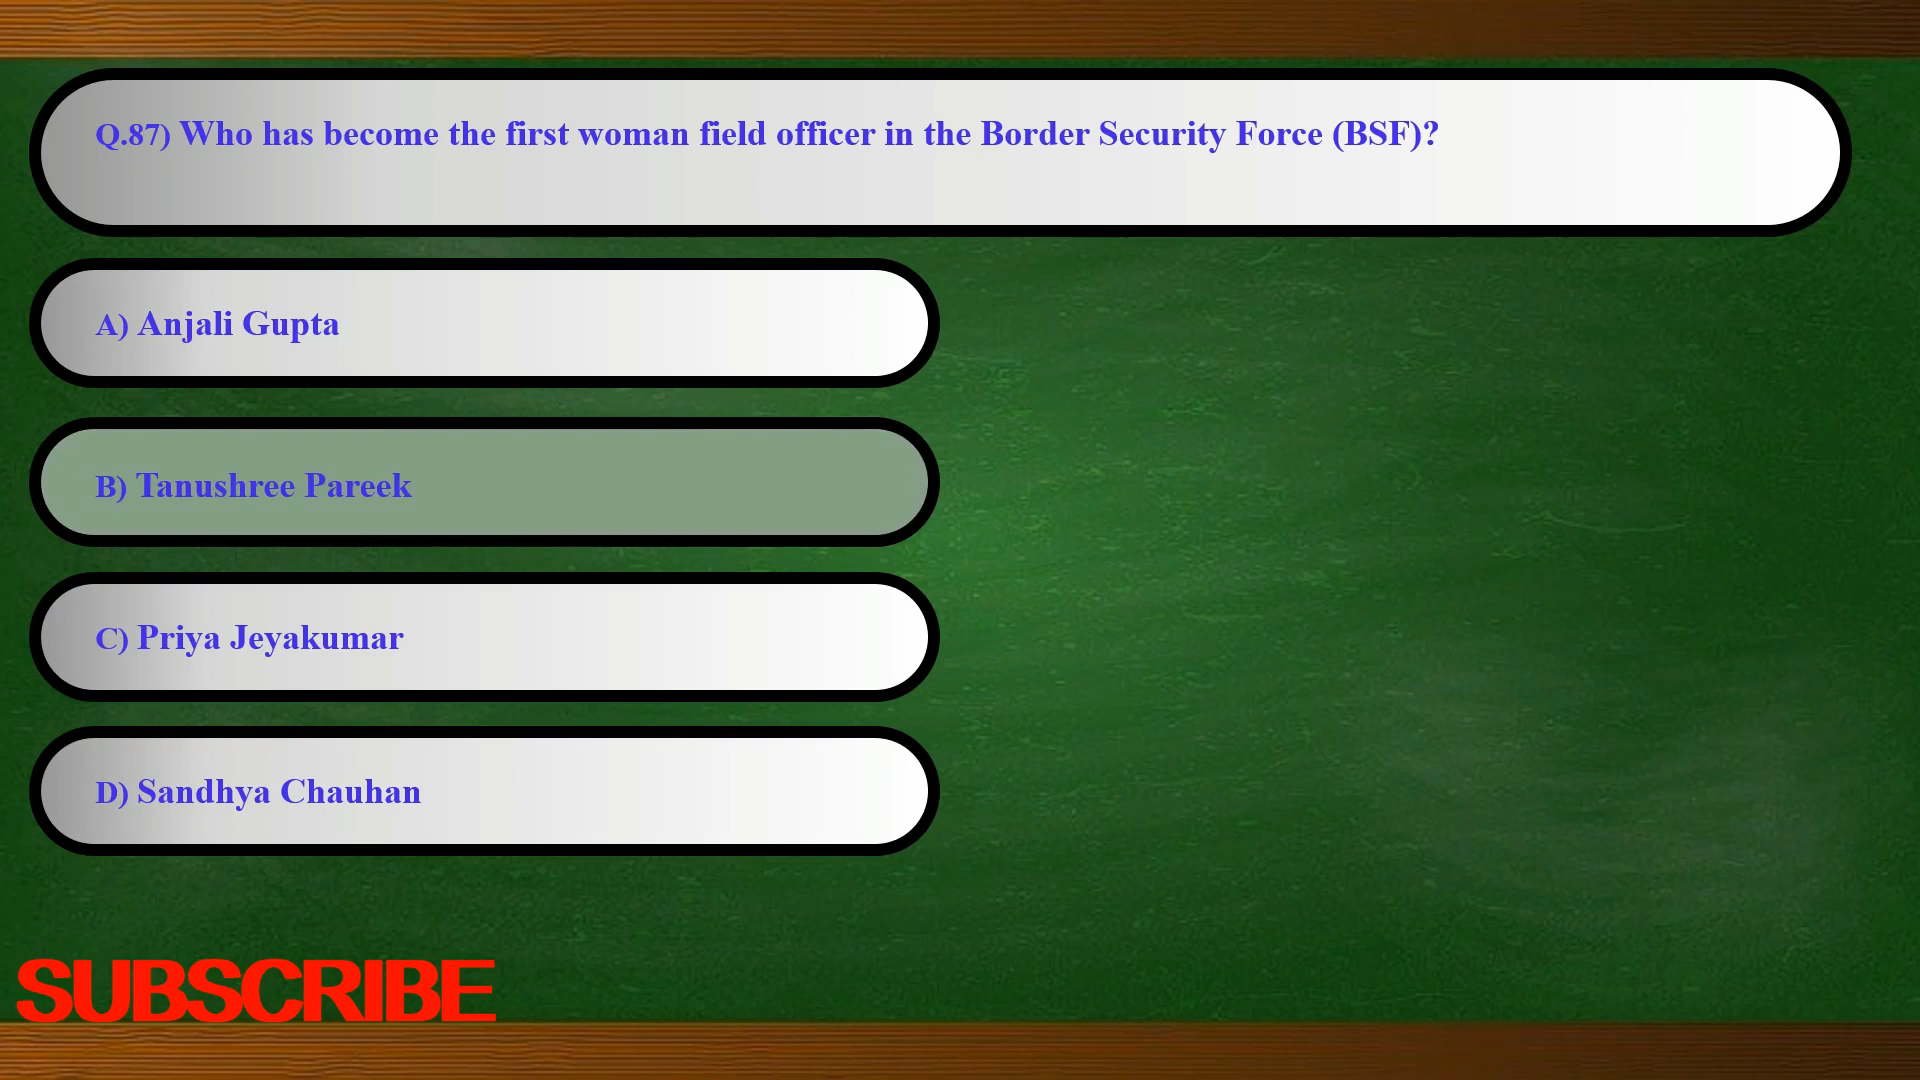 Q.87) Who has become the first woman field officer in the Border Security Force (BSF)?
A) Anjali Gupta
B) Tanushree Pareek
C) Priya Jeyakumar
D) Sandhya Chauhan
SUBSCRIBE